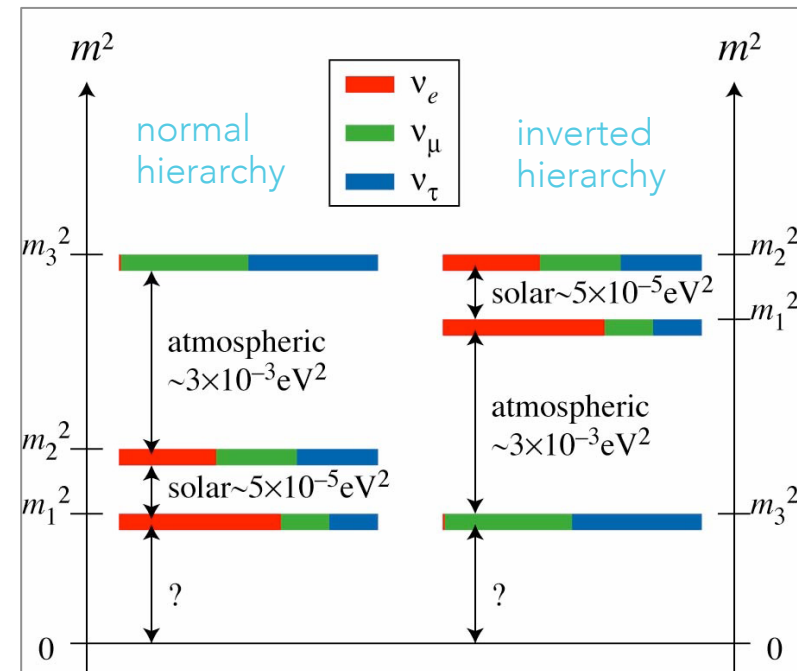 m²
m²
νe
νμ
ντ
normal
hierarchy
inverted
hierarchy
m₃²
m₂²
solar~5×10⁻⁵eV²
m₁²
atmospheric
~3×10⁻³eV²
atmospheric
~3×10⁻³eV²
m₂²
solar~5×10⁻⁵eV²
m₁²
m₃²
?
?
0
0